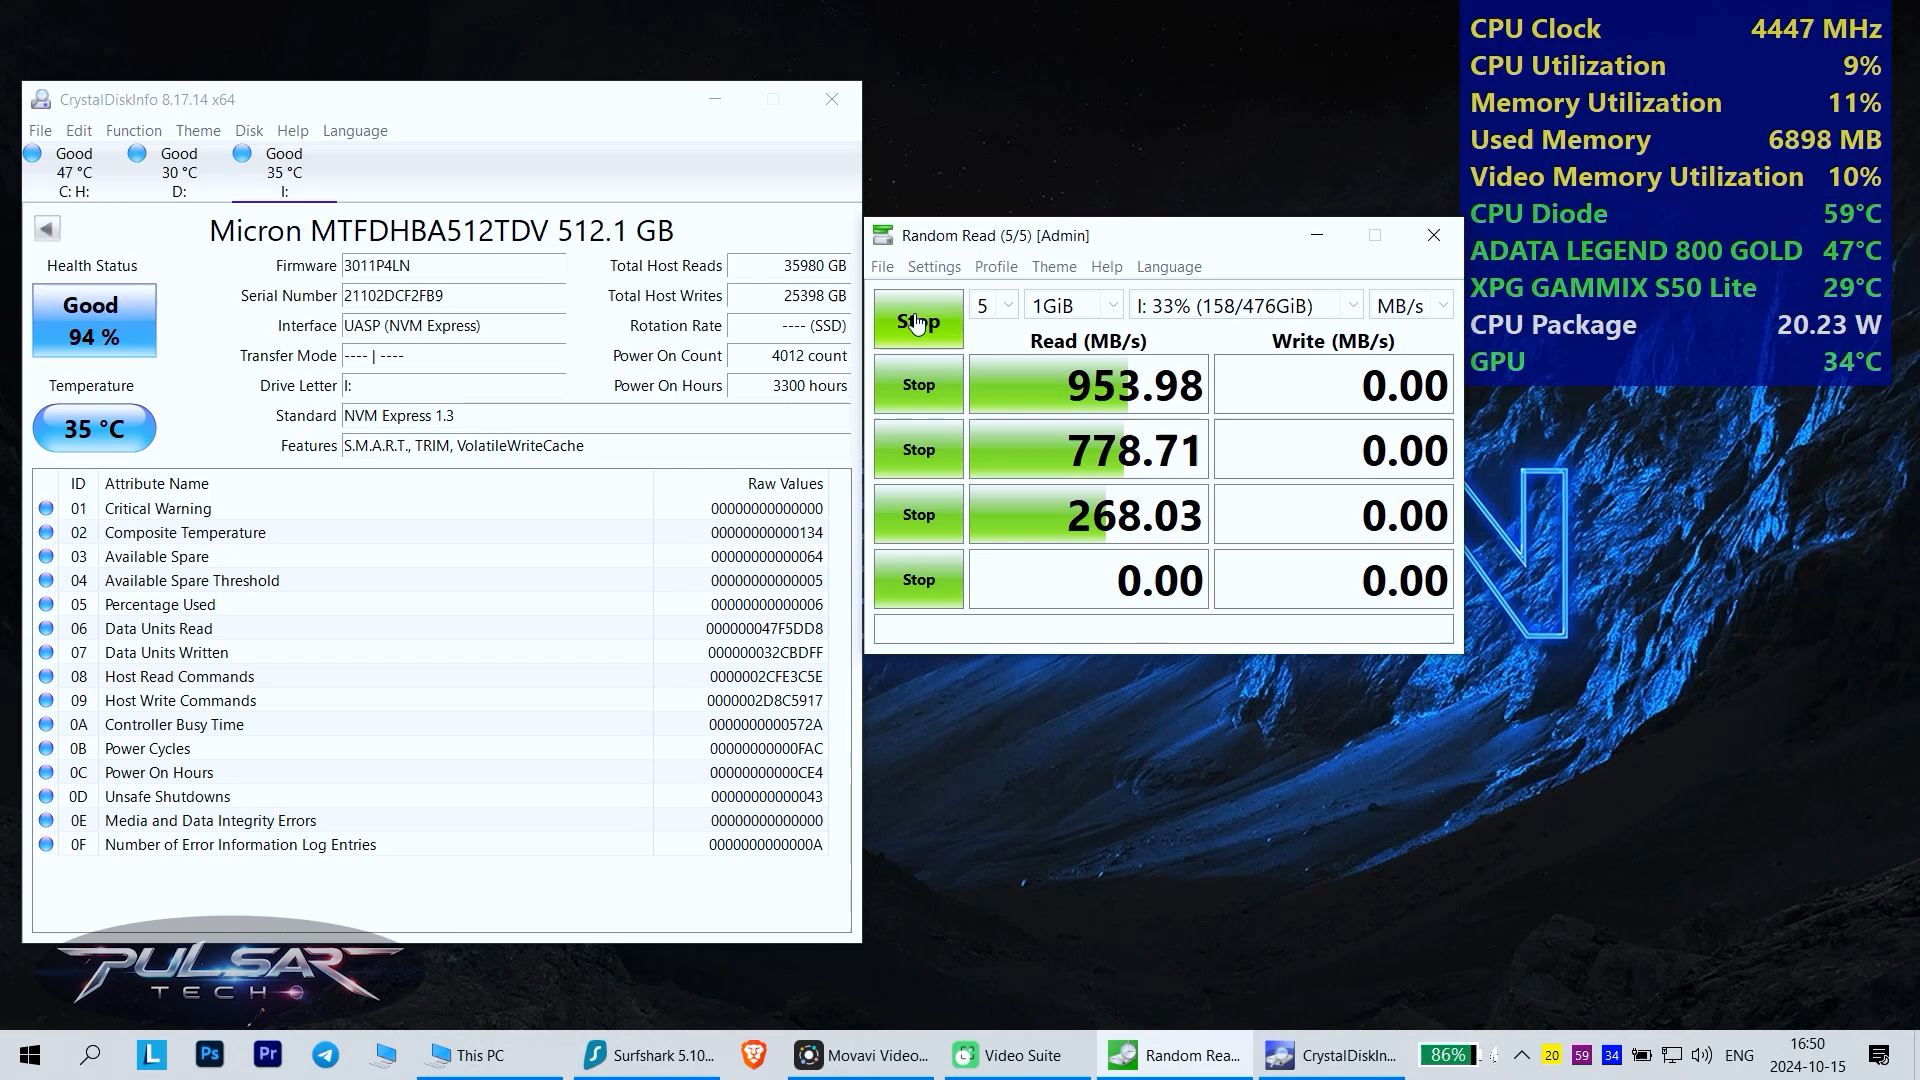 CPU Clock 4447 MHz
CPU Utilization 9%
Memory Utilization 11%
Used Memory 6898 MB
Video Memory Utilization 10%
CPU Diode 59°C
ADATA LEGEND 800 GOLD 47°C
XPG GAMMIX S50 Lite 29°C
CPU Package 20.23 W
GPU 34°C
CrystalDiskInfo 8.17.14 x64
File Edit Function Theme Disk Help Language
Good Good Good
47 °C 30 °C 35 °C
C: H: D: I:
Micron MTFDHBA512TDV 512.1 GB
Health Status
Good
94 %
Temperature
35 °C
Firmware 3011P4LN
Serial Number 21102DCF2FB9
Interface UASP (NVM Express)
Transfer Mode ---- | ----
Drive Letter I:
Standard NVM Express 1.3
Features S.M.A.R.T., TRIM, VolatileWriteCache
Total Host Reads 35980 GB
Total Host Writes 25398 GB
Rotation Rate ---- (SSD)
Power On Count 4012 count
Power On Hours 3300 hours
ID Attribute Name Raw Values
01 Critical Warning 00000000000000
02 Composite Temperature 00000000000134
03 Available Spare 00000000000064
04 Available Spare Threshold 00000000000005
05 Percentage Used 00000000000006
06 Data Units Read 000000047F5DD8
07 Data Units Written 000000032CBDFF
08 Host Read Commands 0000002CFE3C5E
09 Host Write Commands 0000002D8C5917
0A Controller Busy Time 0000000000572A
0B Power Cycles 00000000000FAC
0C Power On Hours 00000000000CE4
0D Unsafe Shutdowns 00000000000043
0E Media and Data Integrity Errors 00000000000000
0F Number of Error Information Log Entries 0000000000000A
Random Read (5/5) [Admin]
File Settings Profile Theme Help Language
Stop 5 1GiB I: 33% (158/476GiB) MB/s
Read (MB/s) Write (MB/s)
Stop 953.98 0.00
Stop 778.71 0.00
Stop 268.03 0.00
Stop 0.00 0.00
PULSAR
TECH
L Ps Pr This PC Surfshark 5.10... Movavi Video... Video Suite Random Rea... CrystalDiskIn... 86% 20 59 34 ENG 16:50
2024-10-15